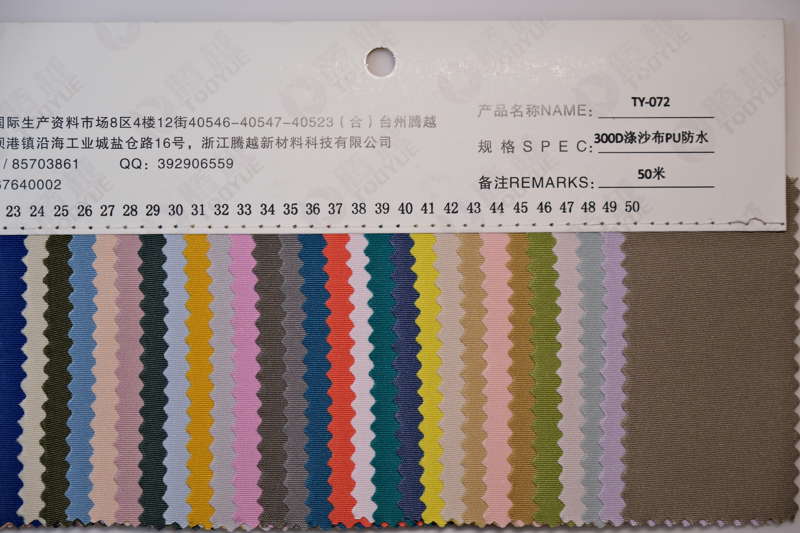 腾越
TOUYUE
国际生产资料市场8区4楼12街40546-40547-40523（合）台州腾越
坝港镇沿海工业城盐仓路16号，浙江腾越新材料科技有限公司
/ 85703861 QQ：392906559
67640002
产品名称NAME： TY-072
规 格 S P E C： 300D涤沙布PU防水
备注REMARKS： 50米
23 24 25 26 27 28 29 30 31 32 33 34 35 36 37 38 39 40 41 42 43 44 45 46 47 48 49 50